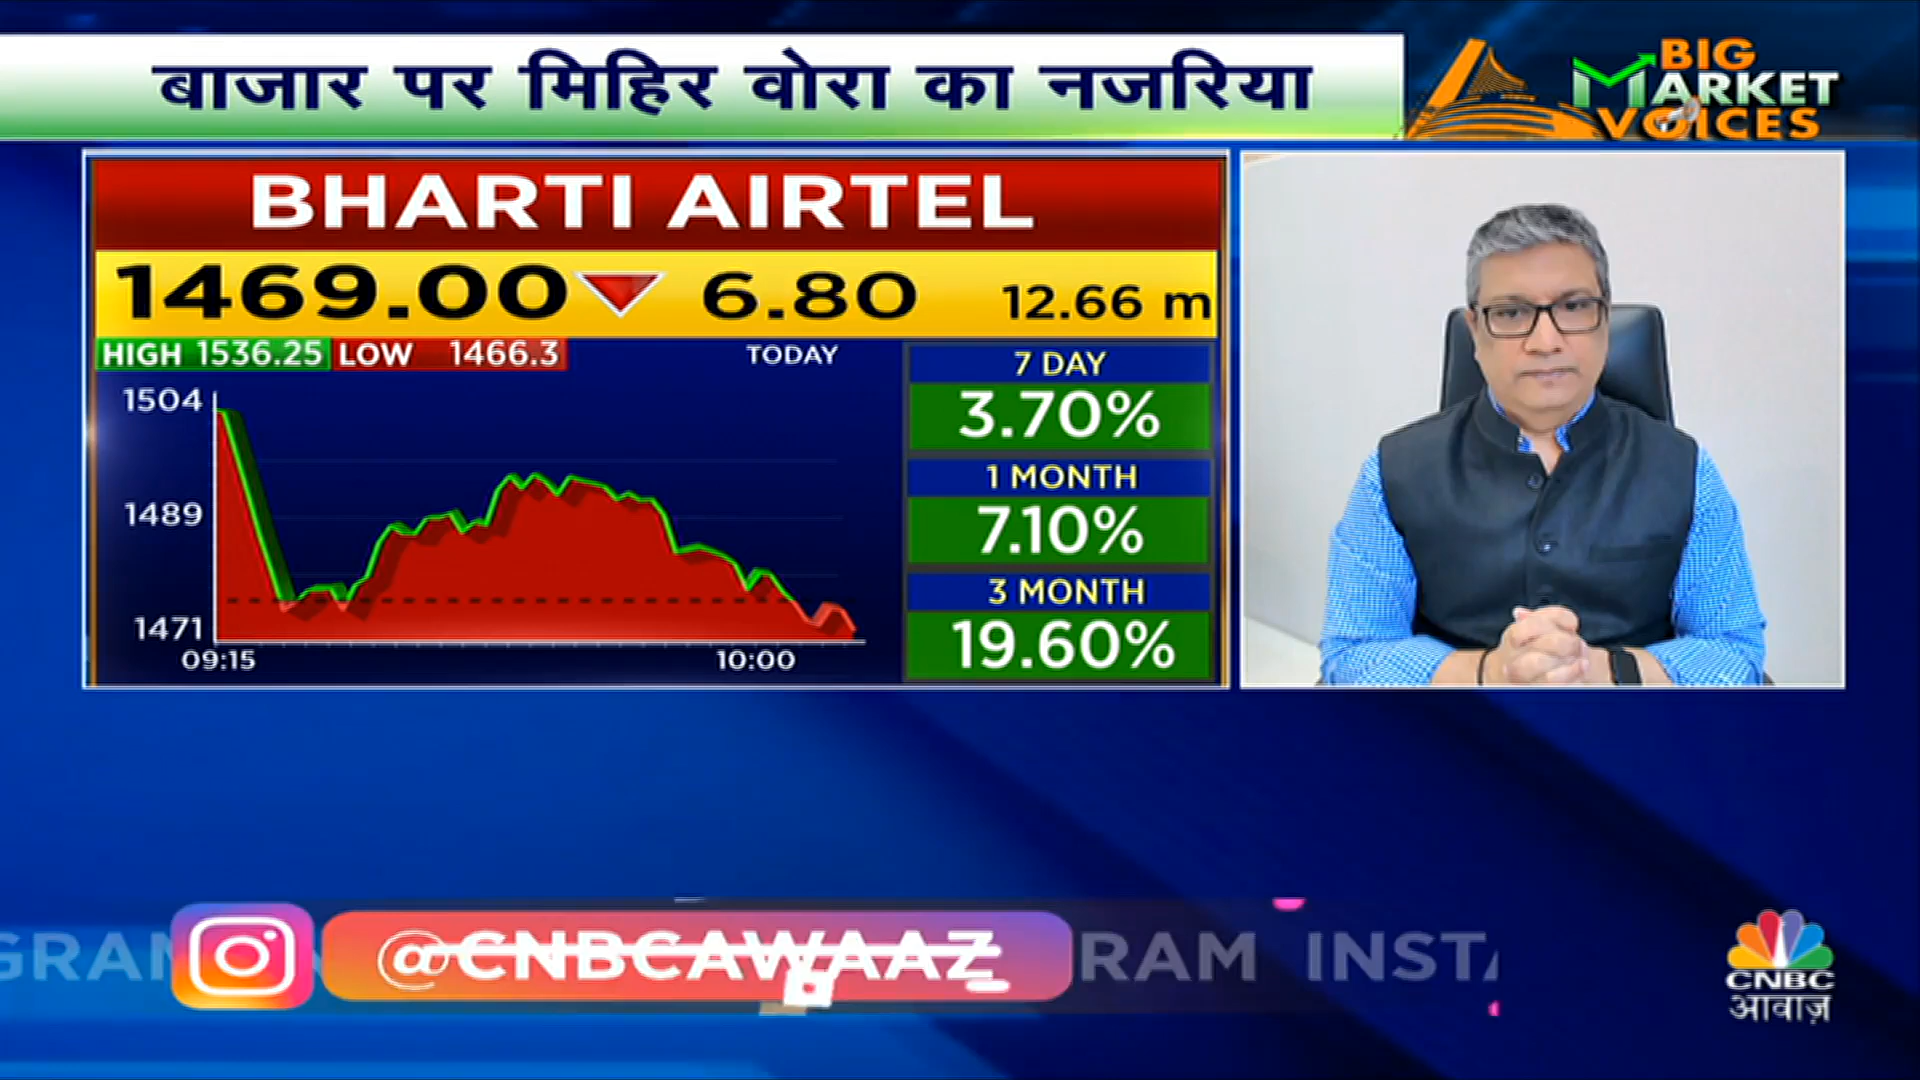 बाजार पर मिहिर वोरा का नजरिया
BIG
MARKET
VOICES
BHARTI AIRTEL
1469.00 6.80 12.66 m
HIGH 1536.25 LOW 1466.3 TODAY
1504
1489
1471
09:15 10:00
7 DAY
3.70%
1 MONTH
7.10%
3 MONTH
19.60%
@CNBCAWAAZ
CNBC
आवाज़